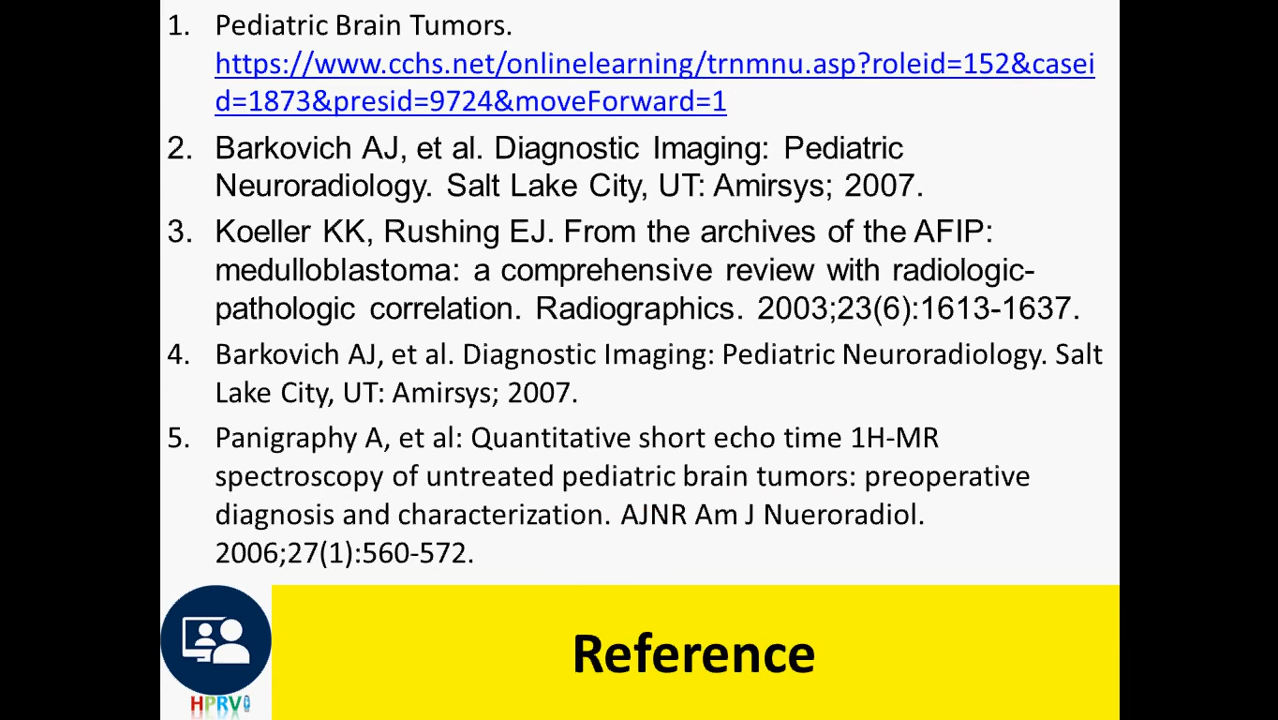 1. Pediatric Brain Tumors.
https://www.cchs.net/onlinelearning/trnmnu.asp?roleid=152&casei
d=1873&presid=9724&moveForward=1
2. Barkovich AJ, et al. Diagnostic Imaging: Pediatric
Neuroradiology. Salt Lake City, UT: Amirsys; 2007.
3. Koeller KK, Rushing EJ. From the archives of the AFIP:
medulloblastoma: a comprehensive review with radiologic-
pathologic correlation. Radiographics. 2003;23(6):1613-1637.
4. Barkovich AJ, et al. Diagnostic Imaging: Pediatric Neuroradiology. Salt
Lake City, UT: Amirsys; 2007.
5. Panigraphy A, et al: Quantitative short echo time 1H-MR
spectroscopy of untreated pediatric brain tumors: preoperative
diagnosis and characterization. AJNR Am J Nueroradiol.
2006;27(1):560-572.
Reference
HPRV